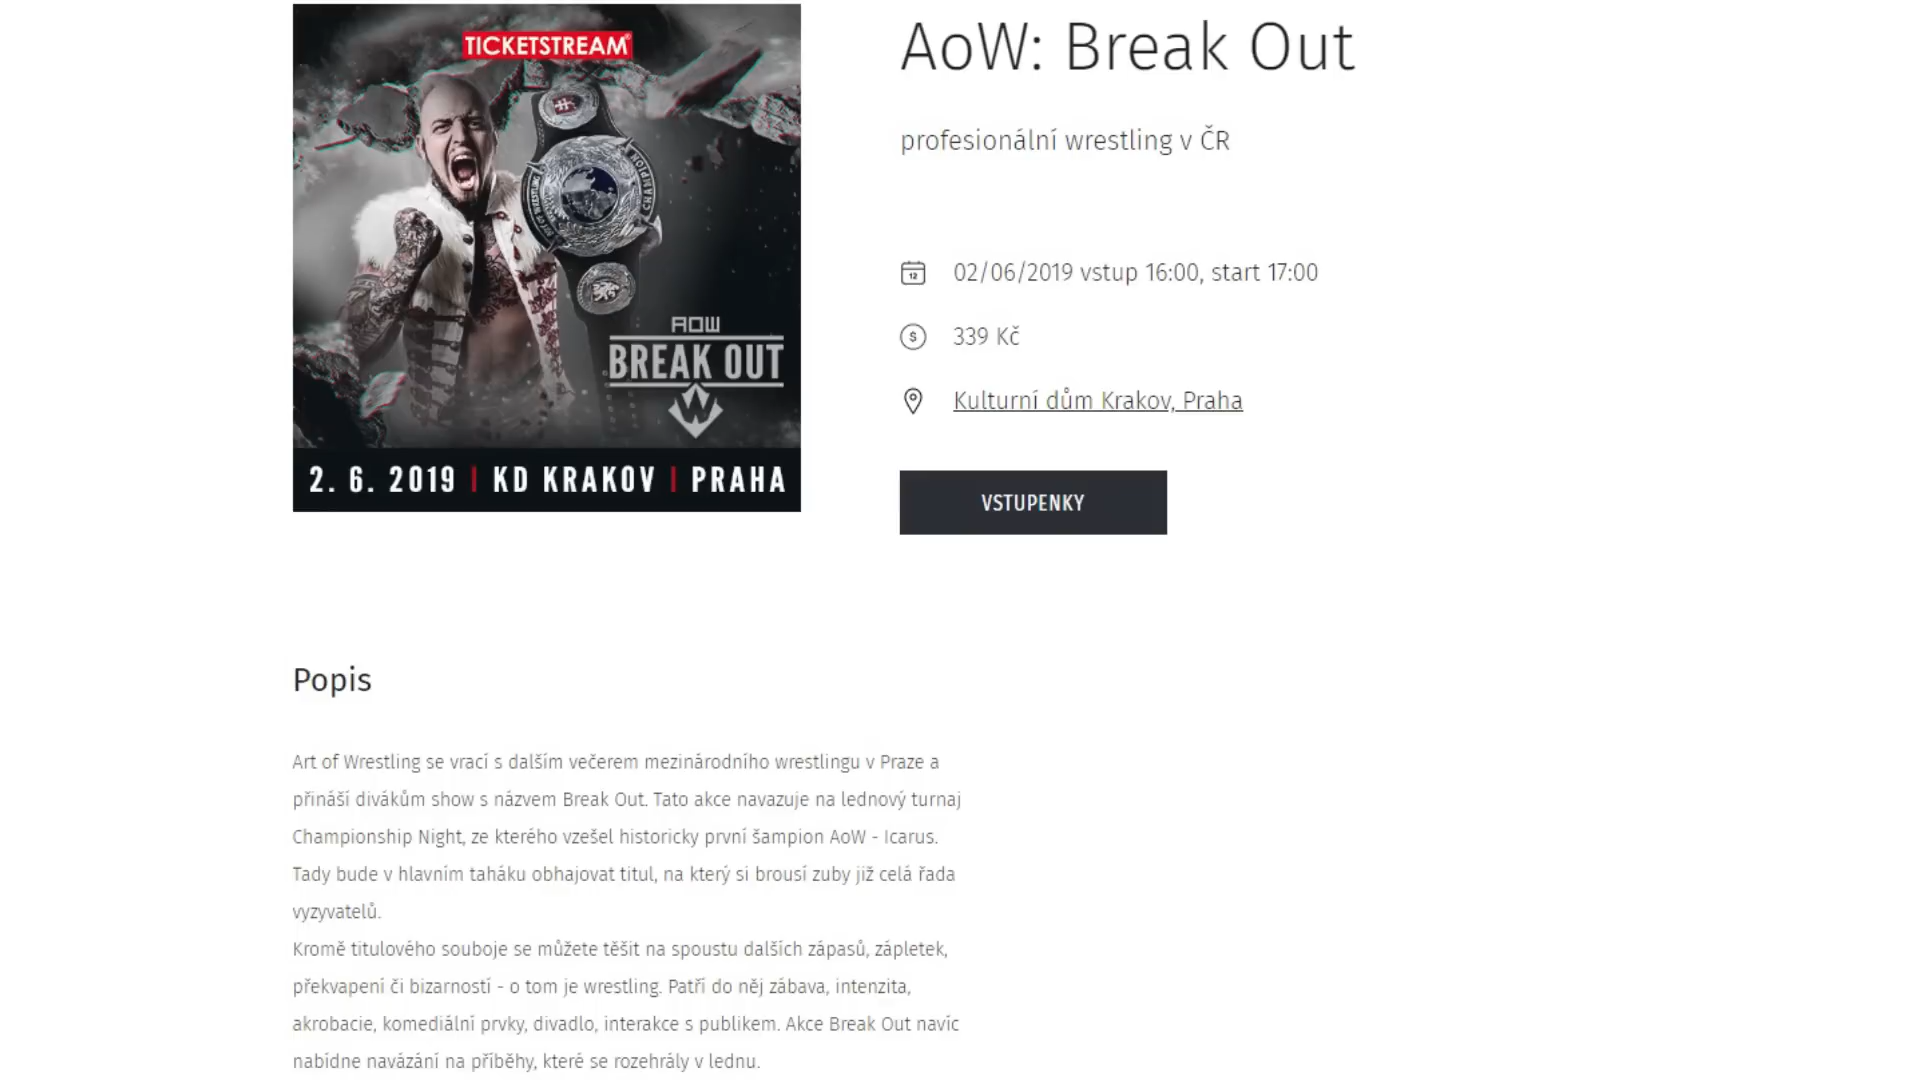 TICKETSTREAM
CHAMPION
AOW
BREAK OUT
2. 6. 2019 | KD KRAKOV | PRAHA
AoW: Break Out
profesionální wrestling v ČR
02/06/2019 vstup 16:00, start 17:00
339 Kč
Kulturní dům Krakov, Praha
VSTUPENKY
Popis
Art of Wrestling se vrací s dalším večerem mezinárodního wrestlingu v Praze a
přináší divákům show s názvem Break Out. Tato akce navazuje na lednový turnaj
Championship Night, ze kterého vzešel historicky první šampion AoW - Icarus.
Tady bude v hlavním taháku obhajovat titul, na který si brousí zuby již celá řada
vyzyvatelů.
Kromě titulového souboje se můžete těšit na spoustu dalších zápasů, zápletek,
překvapení či bizarností - o tom je wrestling. Patří do něj zábava, intenzita,
akrobacie, komediální prvky, divadlo, interakce s publikem. Akce Break Out navíc
nabídne navázání na příběhy, které se rozehrály v lednu.